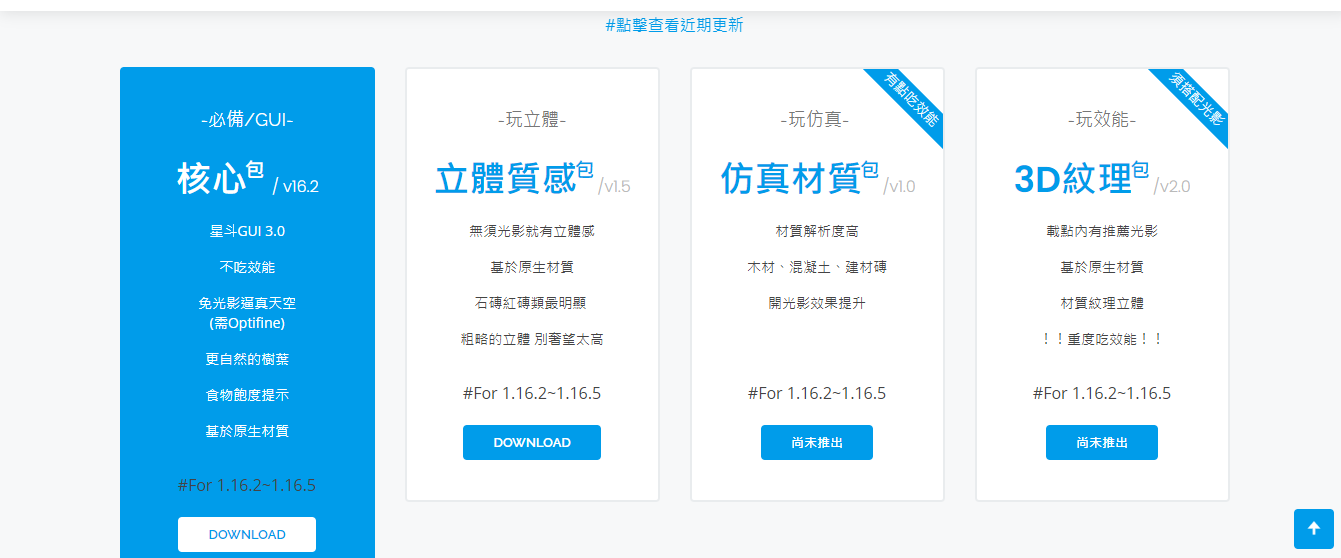 #點擊查看近期更新
~必備/GUI~
核心包 / v16.2
星斗GUI 3.0
不吃效能
免光影逼真天空
(需Optifine)
更自然的樹葉
食物飽度提示
基於原生材質
#For 1.16.2~1.16.5
DOWNLOAD
~玩立體~
立體質感包 /v1.5
無須光影就有立體感
基於原生材質
石磚紅磚類最明顯
粗略的立體 別奢望太高
#For 1.16.2~1.16.5
DOWNLOAD
有點吃效能
~玩仿真~
仿真材質包 /v1.0
材質解析度高
木材、混凝土、建材磚
開光影效果提升
#For 1.16.2~1.16.5
尚未推出
須搭配光影
~玩效能~
3D紋理包 /v2.0
載點內有推薦光影
基於原生材質
材質紋理立體
！！重度吃效能！！
#For 1.16.2~1.16.5
尚未推出